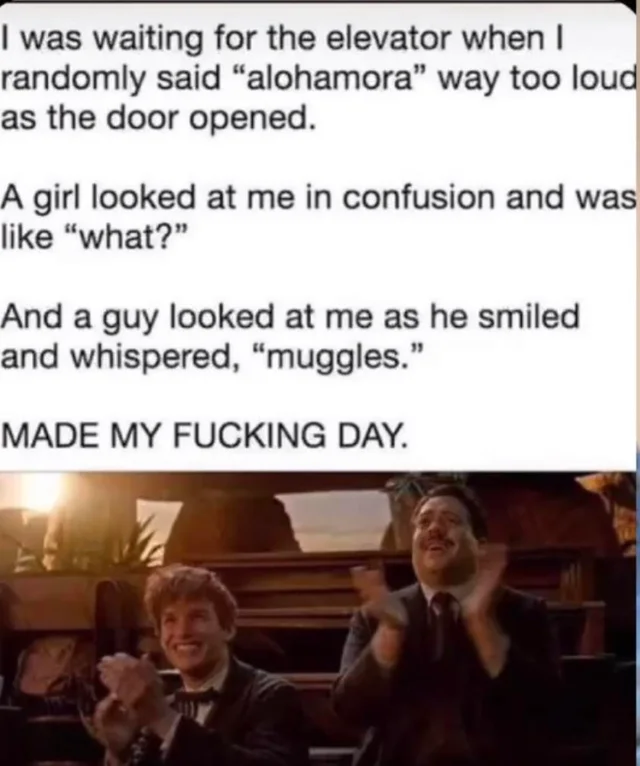 I was waiting for the elevator when I
randomly said “alohamora” way too loud
as the door opened.
A girl looked at me in confusion and was
like “what?”
And a guy looked at me as he smiled
and whispered, “muggles.”
MADE MY FUCKING DAY.